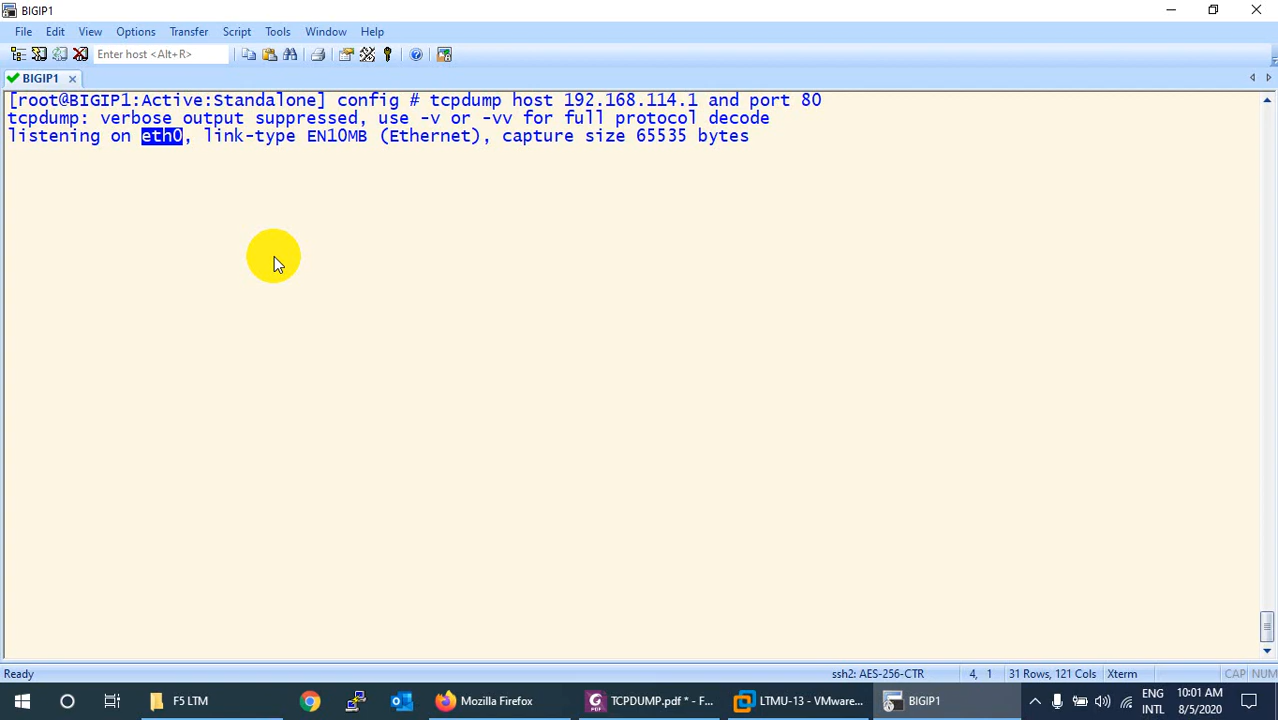 BIGIP1
File Edit View Options Transfer Script Tools Window Help
Enter host <Alt+R>
BIGIP1
[root@BIGIP1:Active:Standalone] config # tcpdump host 192.168.114.1 and port 80
tcpdump: verbose output suppressed, use -v or -vv for full protocol decode
listening on eth0, link-type EN10MB (Ethernet), capture size 65535 bytes
Ready ssh2: AES-256-CTR 4, 1 31 Rows, 121 Cols Xterm CAP NUM
F5 LTM Mozilla Firefox TCPDUMP.pdf * - F... LTMU-13 - VMware... BIGIP1
ENG 10:01 AM
INTL 8/5/2020